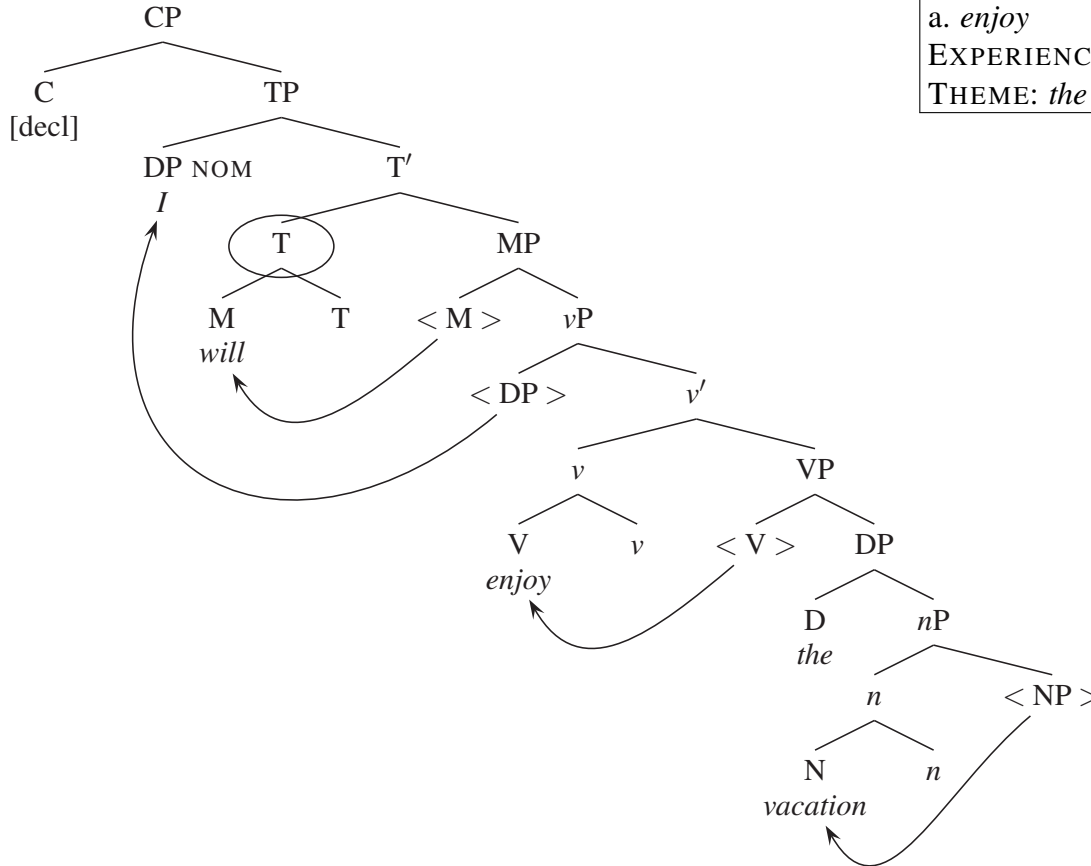 CP
a. enjoy
EXPERIENC
THEME: the
C TP
[decl]
DP NOM T′
I
T MP
M T < M > vP
will
< DP > v′
v VP
V v < V > DP
enjoy
D nP
the
n < NP >
N n
vacation